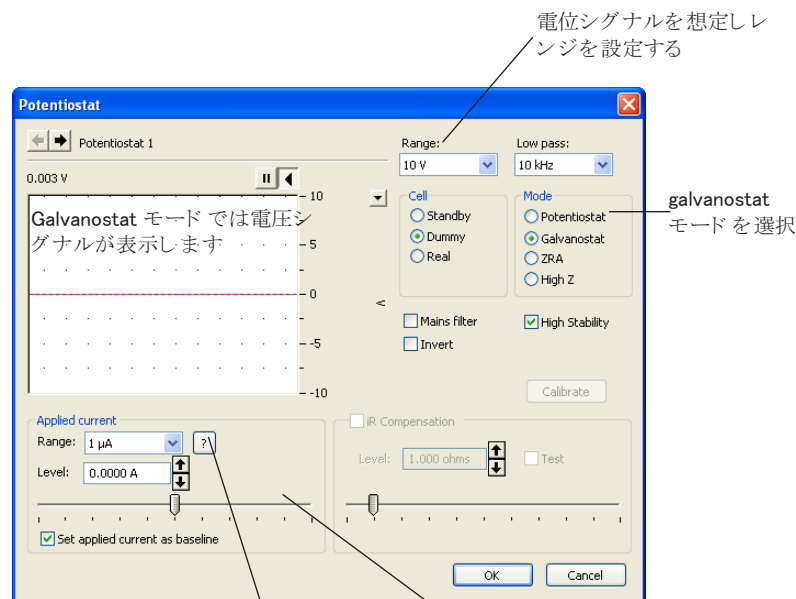 電位シグナルを想定しレ
ンジを設定する
Potentiostat
Potentiostat 1
Range:
Low pass:
10 V
10 kHz
0.003 V
10
5
0
-5
-10
Galvanostat モード では電圧シ
グナルが表示します
V
Cell
Standby
Dummy
Real
Mode
Potentiostat
Galvanostat
ZRA
High Z
galvanostat
モード を選択
Mains filter
High Stability
Invert
Calibrate
Applied current
Range:
1 µA
?
Level:
0.0000 A
Set applied current as baseline
iR Compensation
Level:
1.000 ohms
Test
OK
Cancel